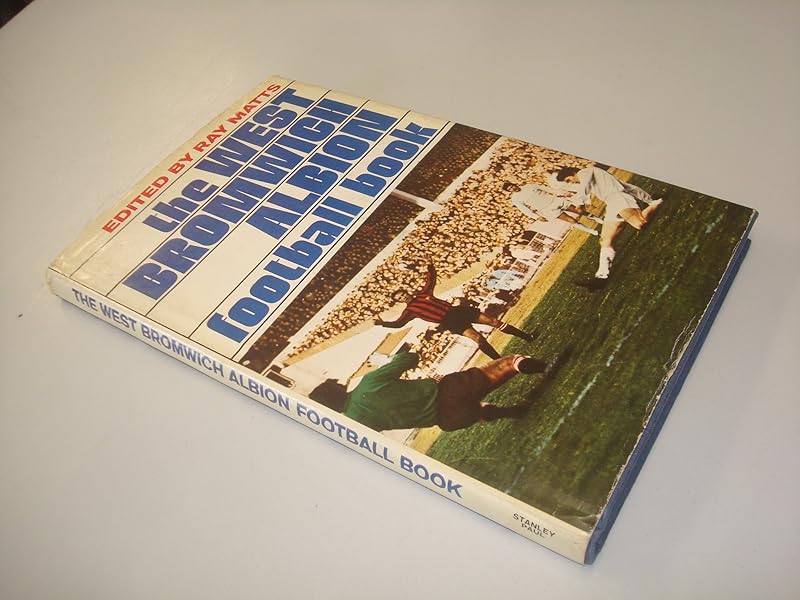 EDITED BY RAY MATTS
the WEST
BROMWICH
ALBION
football book
THE WEST BROMWICH ALBION FOOTBALL BOOK
STANLEY
PAUL